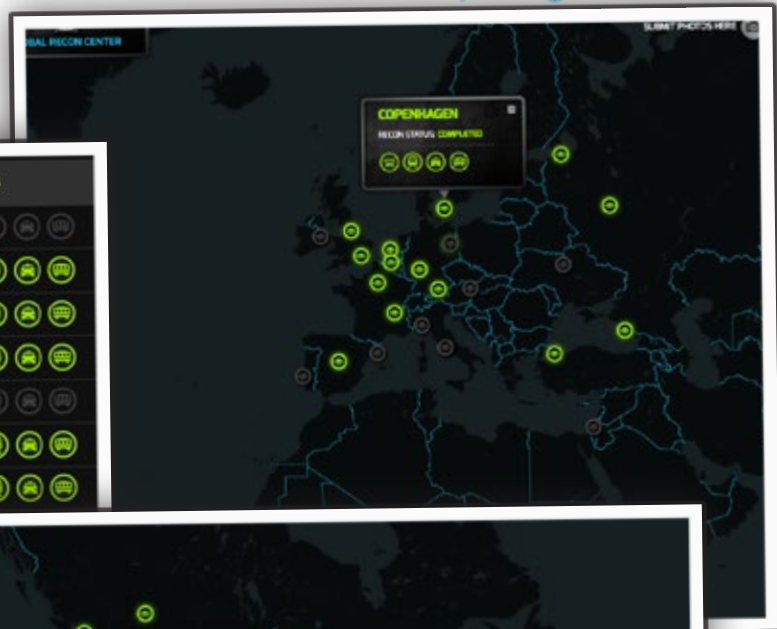 BAL RECON CENTER
SUBMIT PHOTOS HERE
COPENHAGEN
RECON STATUS: COMPLETED